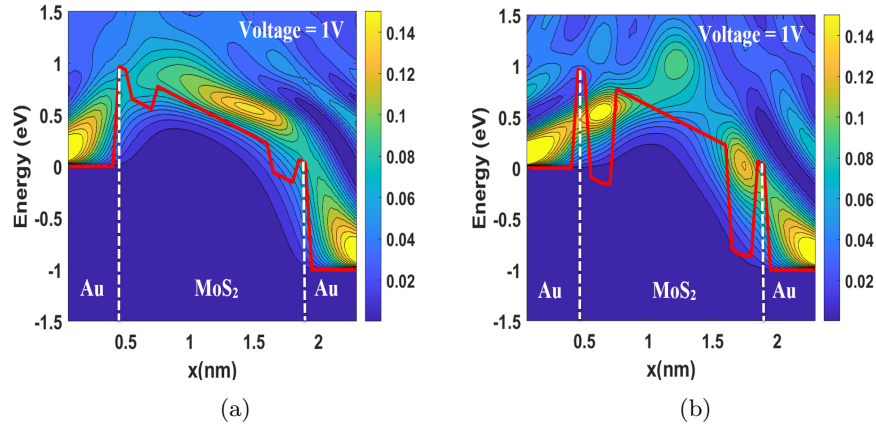 1.5
1
0.5
0
-0.5
-1
-1.5
Energy (eV)
Voltage = 1V
Au
MoS₂
Au
0.5
1
1.5
2
x(nm)
0.14
0.12
0.1
0.08
0.06
0.04
0.02
(a)
1.5
1
0.5
0
-0.5
-1
-1.5
Energy (eV)
Voltage = 1V
Au
MoS₂
Au
0.5
1
1.5
2
x(nm)
0.14
0.12
0.1
0.08
0.06
0.04
0.02
(b)